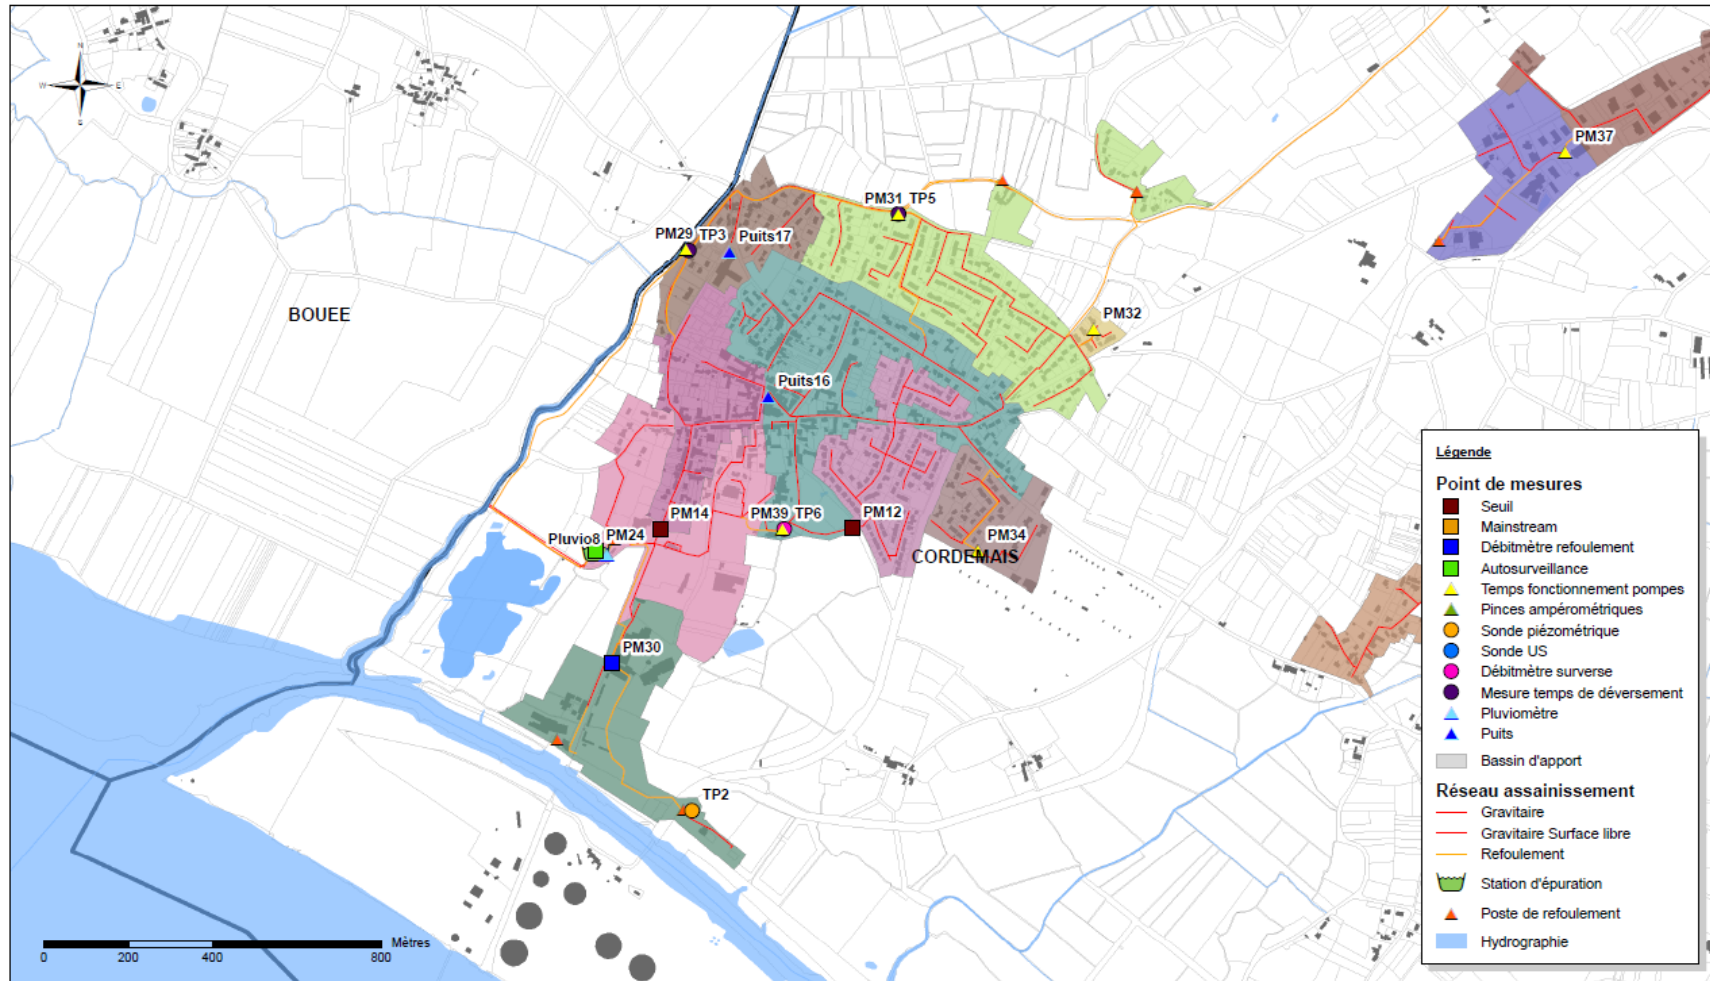 N
W
E
S
PM37
PM31 TP5
PM29 TP3 Puits17
BOUEE
PM32
Puits16
PM14
PM39 TP6
PM12
Pluvio8 PM24
PM34
CORDEMAIS
PM30
TP2
Mètres
0 200 400 800
Légende
Point de mesures
Seuil
Mainstream
Débitmètre refoulement
Autosurveillance
Temps fonctionnement pompes
Pinces ampérométriques
Sonde piézométrique
Sonde US
Débitmètre surverse
Mesure temps de déversement
Pluviomètre
Puits
Bassin d'apport
Réseau assainissement
Gravitaire
Gravitaire Surface libre
Refoulement
Station d'épuration
Poste de refoulement
Hydrographie